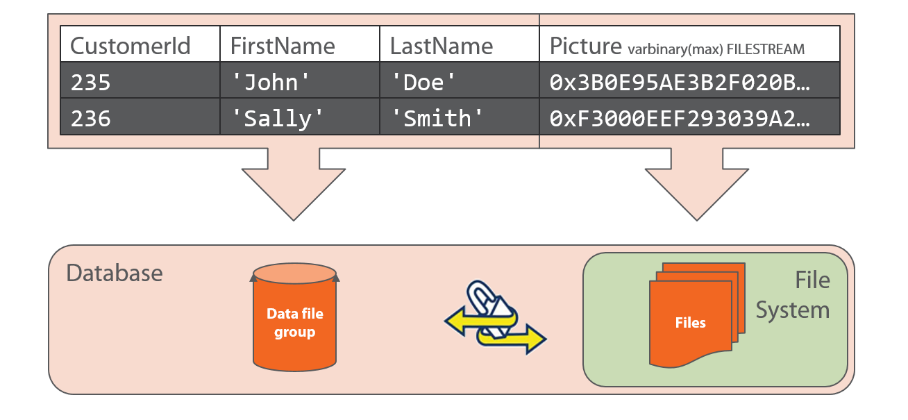 CustomerId FirstName LastName Picture varbinary(max) FILESTREAM
235 'John' 'Doe' 0x3B0E95AE3B2F020B…
236 'Sally' 'Smith' 0xF3000EEF293039A2…
Database
Data file
group
File
System
Files